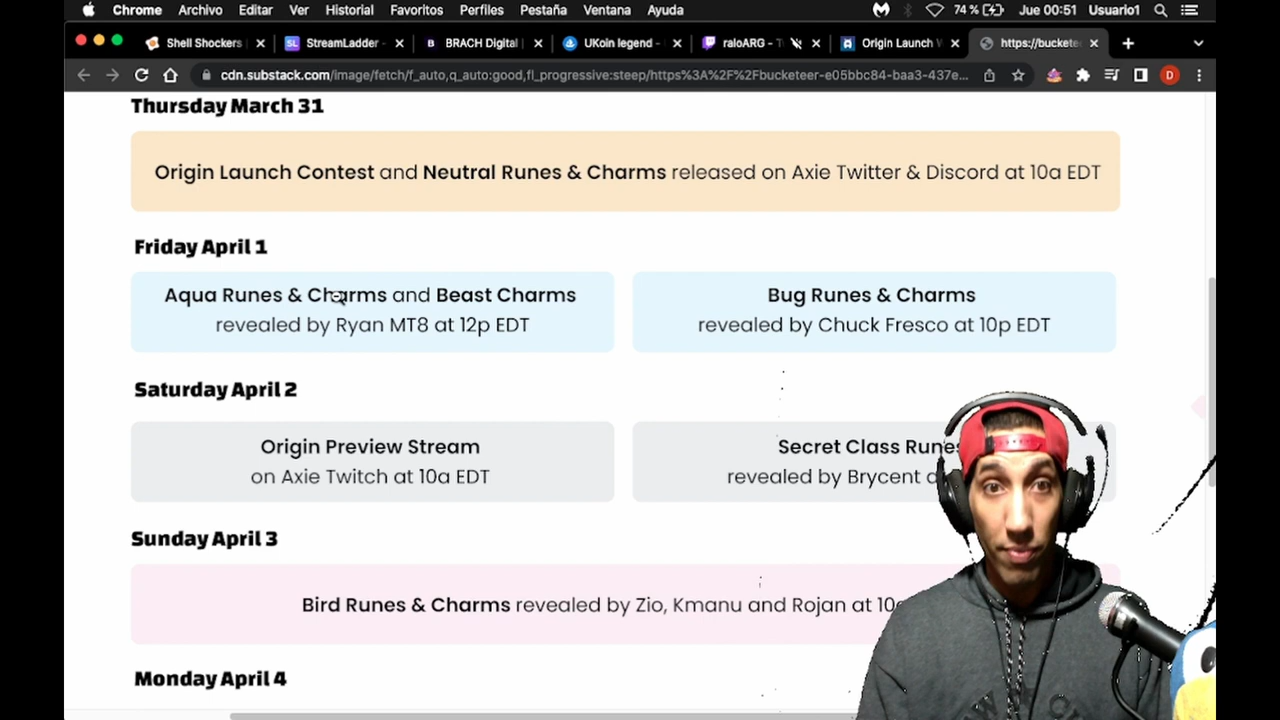 Chrome Archivo Editar Ver Historial Favoritos Perfiles Pestaña Ventana Ayuda 74 % Jue 00:51 Usuario1
Shell Shockers StreamLadder - BRACH Digital UKoin legend - raloARG - T Origin Launch W https://bucketee
cdn.substack.com/image/fetch/f_auto,q_auto:good,fl_progressive:steep/https%3A%2F%2Fbucketeer-e05bbc84-baa3-437e... D
Thursday March 31
Origin Launch Contest and Neutral Runes & Charms released on Axie Twitter & Discord at 10a EDT
Friday April 1
Aqua Runes & Charms and Beast Charms
revealed by Ryan MT8 at 12p EDT
Bug Runes & Charms
revealed by Chuck Fresco at 10p EDT
Saturday April 2
Origin Preview Stream
on Axie Twitch at 10a EDT
Secret Class Runes
revealed by Brycent
Sunday April 3
Bird Runes & Charms revealed by Zio, Kmanu and Rojan at 10a
Monday April 4